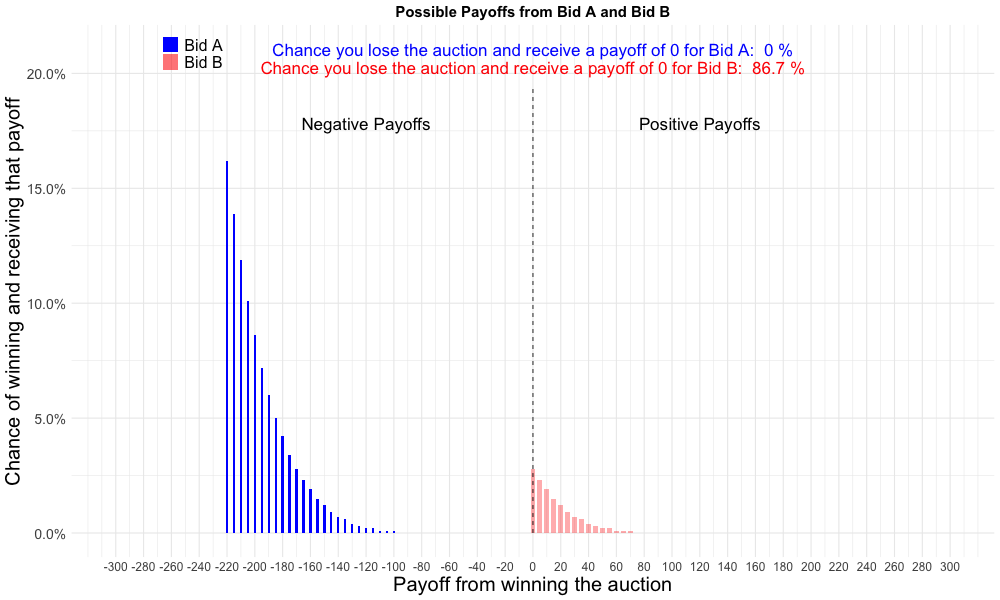 Possible Payoffs from Bid A and Bid B
Bid A
Bid B
Chance you lose the auction and receive a payoff of 0 for Bid A:  0 %
Chance you lose the auction and receive a payoff of 0 for Bid B:  86.7 %
Negative Payoffs
Positive Payoffs
Chance of winning and receiving that payoff
20.0%
15.0%
10.0%
5.0%
0.0%
-300 -280 -260 -240 -220 -200 -180 -160 -140 -120 -100 -80 -60 -40 -20 0 20 40 60 80 100 120 140 160 180 200 220 240 260 280 300
Payoff from winning the auction